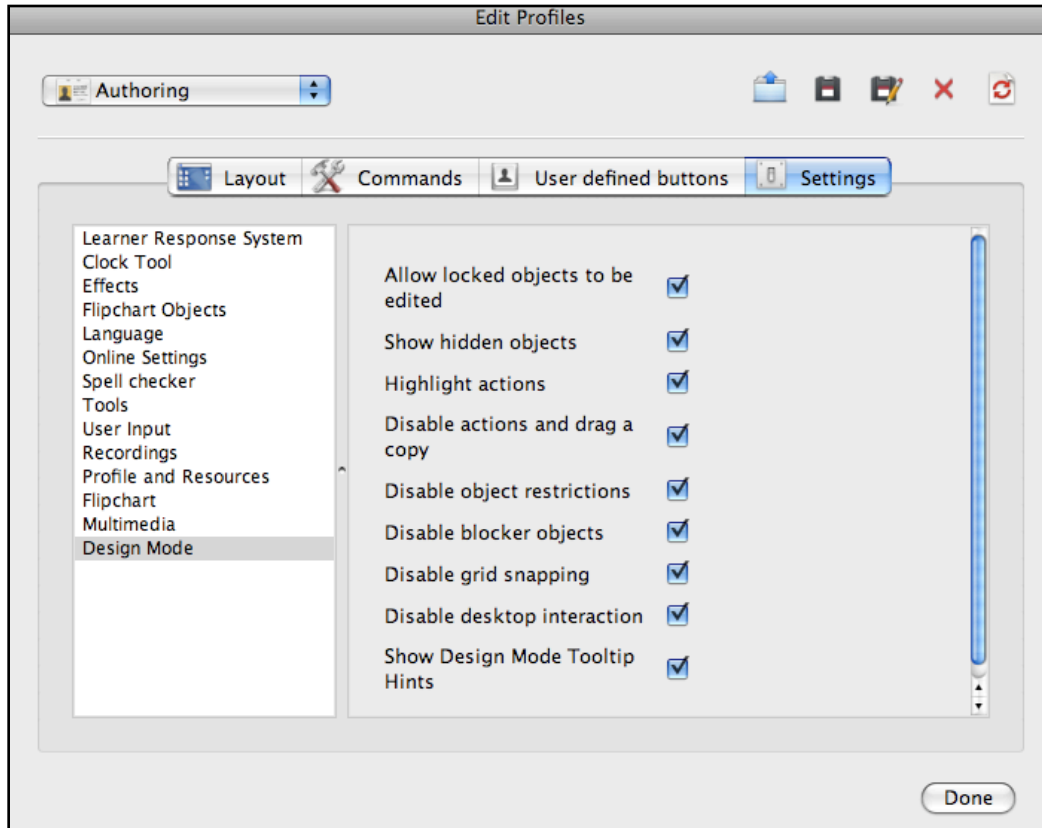 Edit Profiles
Authoring
Layout
Commands
User defined buttons
Settings
Learner Response System
Clock Tool
Effects
Flipchart Objects
Language
Online Settings
Spell checker
Tools
User Input
Recordings
Profile and Resources
Flipchart
Multimedia
Design Mode
Allow locked objects to be
edited
Show hidden objects
Highlight actions
Disable actions and drag a
copy
Disable object restrictions
Disable blocker objects
Disable grid snapping
Disable desktop interaction
Show Design Mode Tooltip
Hints
Done